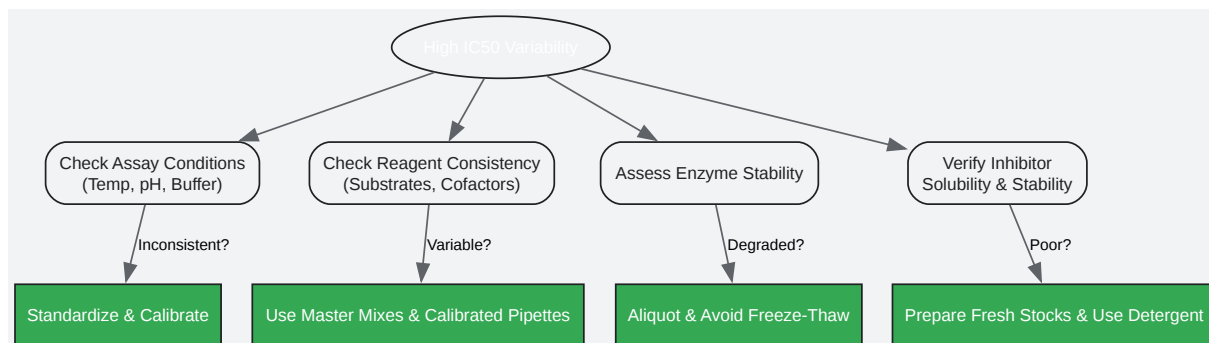 High IC50 Variability
Check Assay Conditions
(Temp, pH, Buffer)
Check Reagent Consistency
(Substrates, Cofactors)
Assess Enzyme Stability
Verify Inhibitor
Solubility & Stability
Inconsistent?
Variable?
Degraded?
Poor?
Standardize & Calibrate
Use Master Mixes & Calibrated Pipettes
Aliquot & Avoid Freeze-Thaw
Prepare Fresh Stocks & Use Detergent